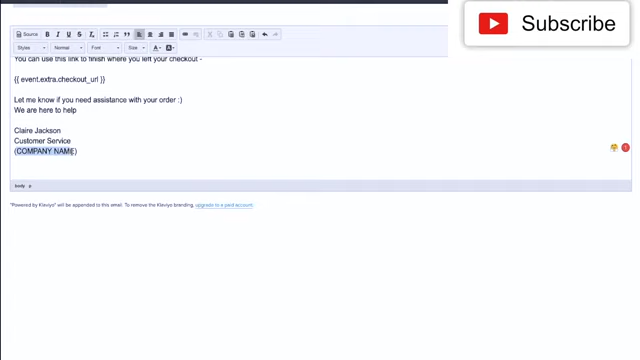 Subscribe
Source
Styles
Normal
Font
Size
You can use this link to finish where you left your checkout -
{{ event.extra.checkout_url }}
Let me know if you need assistance with your order :)
We are here to help
Claire Jackson
Customer Service
(COMPANY NAME)
body p
"Powered by Klaviyo" will be appended to this email. To remove the Klaviyo branding, upgrade to a paid account.